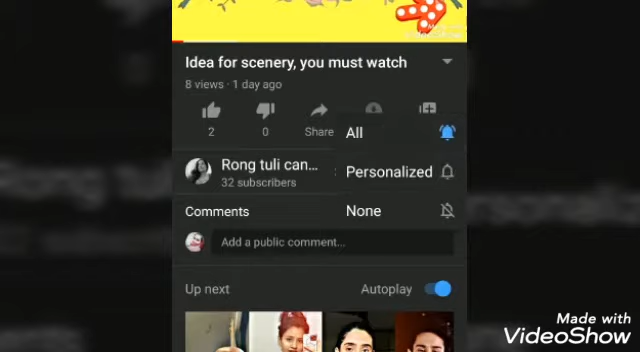 Idea for scenery, you must watch
8 views · 1 day ago
2
0
Share
All
Rong tuli can...
Personalized
32 subscribers
Comments
None
Add a public comment...
Up next
Autoplay
Made with
VideoShow